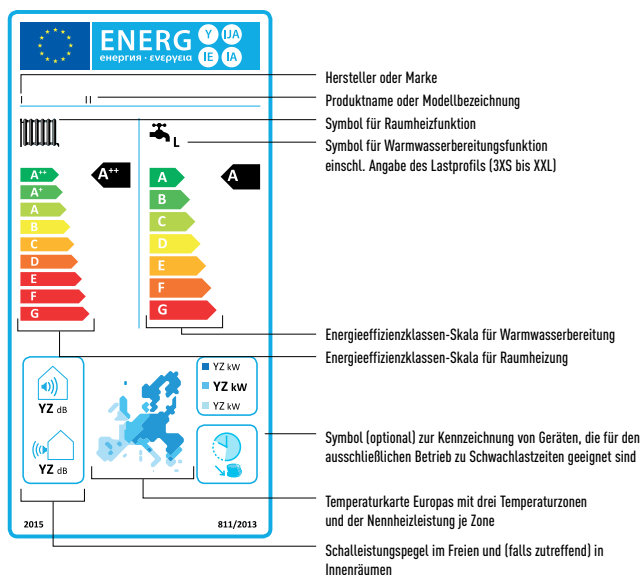 ENERG
Y IJA
енергия · ενεργεια
IE IA
Hersteller oder Marke
I II
Produktname oder Modellbezeichnung
Symbol für Raumheizfunktion
L
Symbol für Warmwasserbereitungsfunktion
einschl. Angabe des Lastprofils (3XS bis XXL)
A++ A++ A A
A+ B
A C
B D
C E
D F
E G
F
G
Energieeffizienzklassen-Skala für Warmwasserbereitung
Energieeffizienzklassen-Skala für Raumheizung
YZ kW
YZ kW
YZ kW
YZ dB
YZ dB
Symbol (optional) zur Kennzeichnung von Geräten, die für den
ausschließlichen Betrieb zu Schwachlastzeiten geeignet sind
Temperaturkarte Europas mit drei Temperaturzonen
und der Nennheizleistung je Zone
2015 811/2013
Schalleistungspegel im Freien und (falls zutreffend) in
Innenräumen